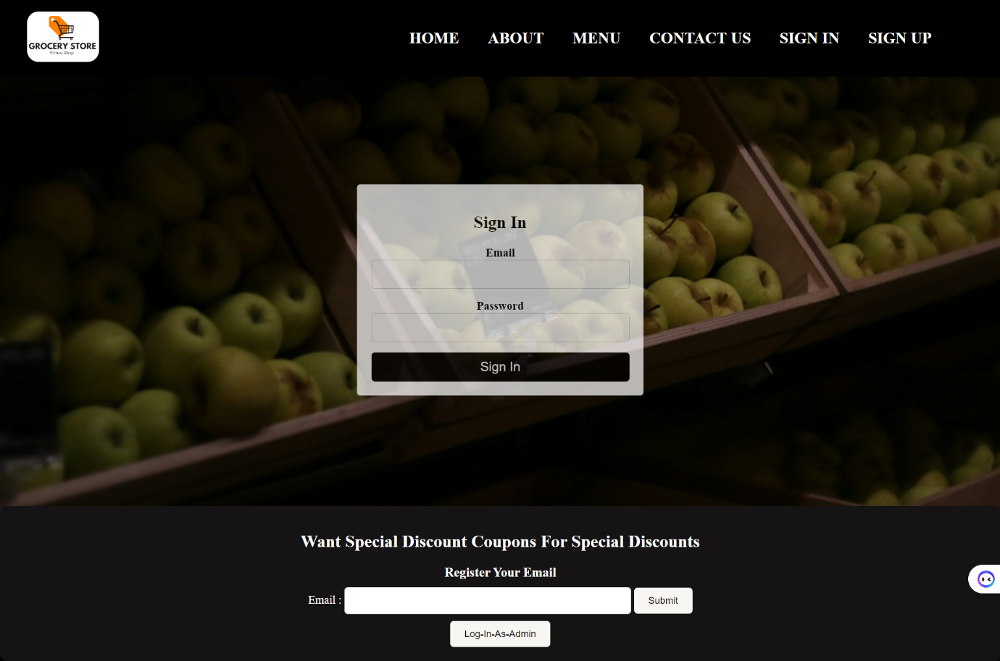 GROCERY STORE
Virtual Shop
HOME ABOUT MENU CONTACT US SIGN IN SIGN UP
Sign In
Email
Password
Sign In
Want Special Discount Coupons For Special Discounts
Register Your Email
Email : Submit
Log-In-As-Admin